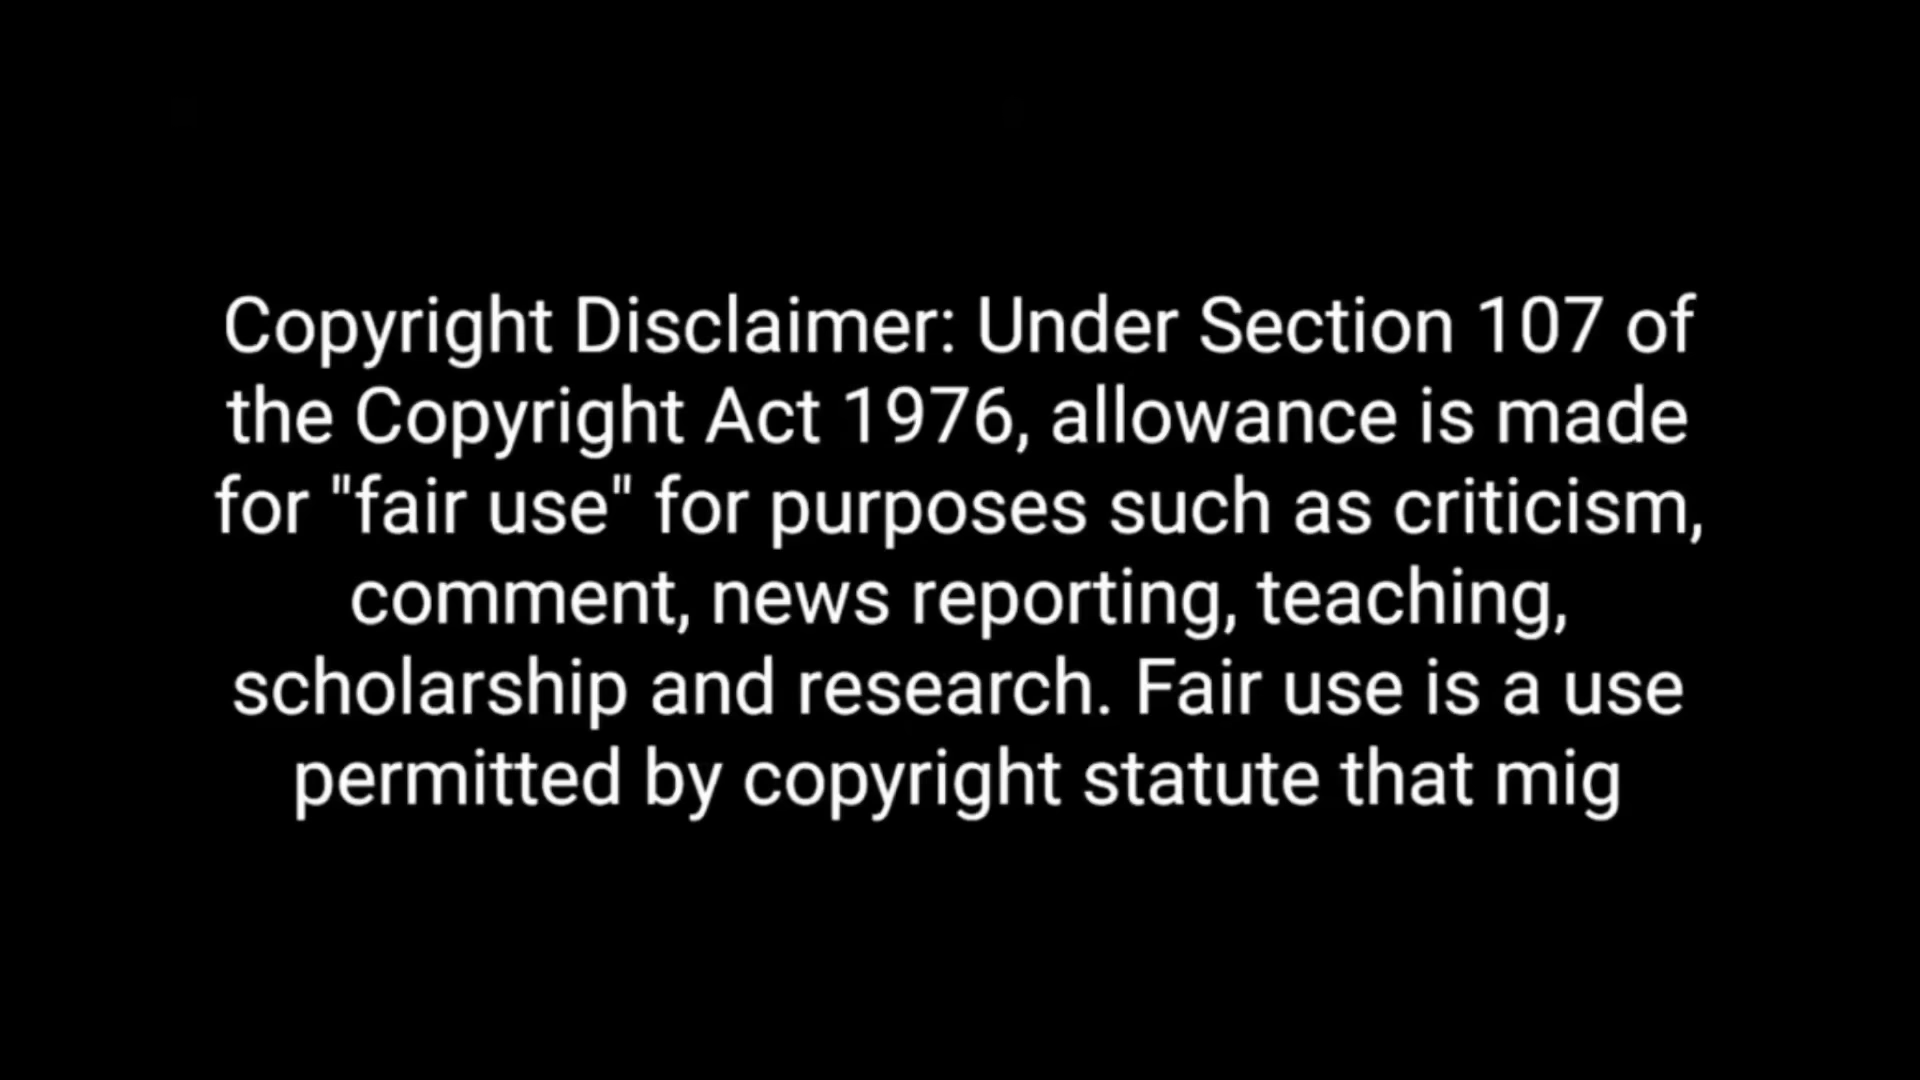 Copyright Disclaimer: Under Section 107 of
the Copyright Act 1976, allowance is made
for "fair use" for purposes such as criticism,
comment, news reporting, teaching,
scholarship and research. Fair use is a use
permitted by copyright statute that mig